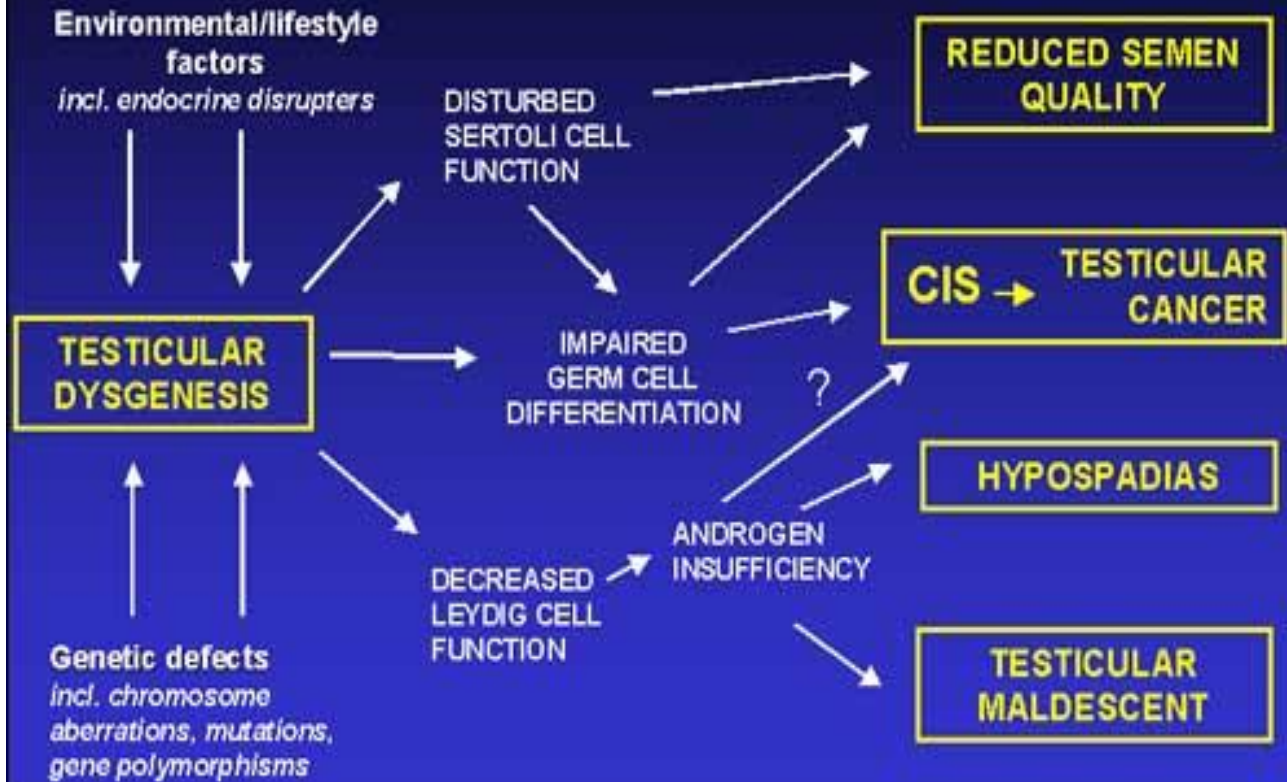 Environmental/lifestyle
factors
incl. endocrine disrupters
TESTICULAR
DYSGENESIS
Genetic defects
incl. chromosome
aberrations, mutations,
gene polymorphisms
DISTURBED
SERTOLI CELL
FUNCTION
IMPAIRED
GERM CELL
DIFFERENTIATION
DECREASED
LEYDIG CELL
FUNCTION
?
ANDROGEN
INSUFFICIENCY
REDUCED SEMEN
QUALITY
CIS → TESTICULAR
CANCER
HYPOSPADIAS
TESTICULAR
MALDESCENT